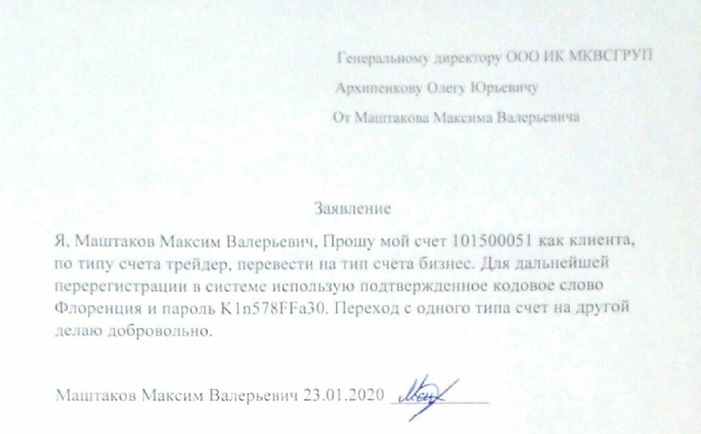 Генеральному директору ООО ИК МКВСГРУП
Архипенкову Олегу Юрьевичу
От Маштакова Максима Валерьевича
Заявление
Я, Маштаков Максим Валерьевич, Прошу мой счет 101500051 как клиента,
по типу счета трейдер, перевести на тип счета бизнес. Для дальнейшей
перерегистрации в системе использую подтвержденное кодовое слово
Флоренция и пароль K1n578FFa30. Переход с одного типа счет на другой
делаю добровольно.
Маштаков Максим Валерьевич 23.01.2020